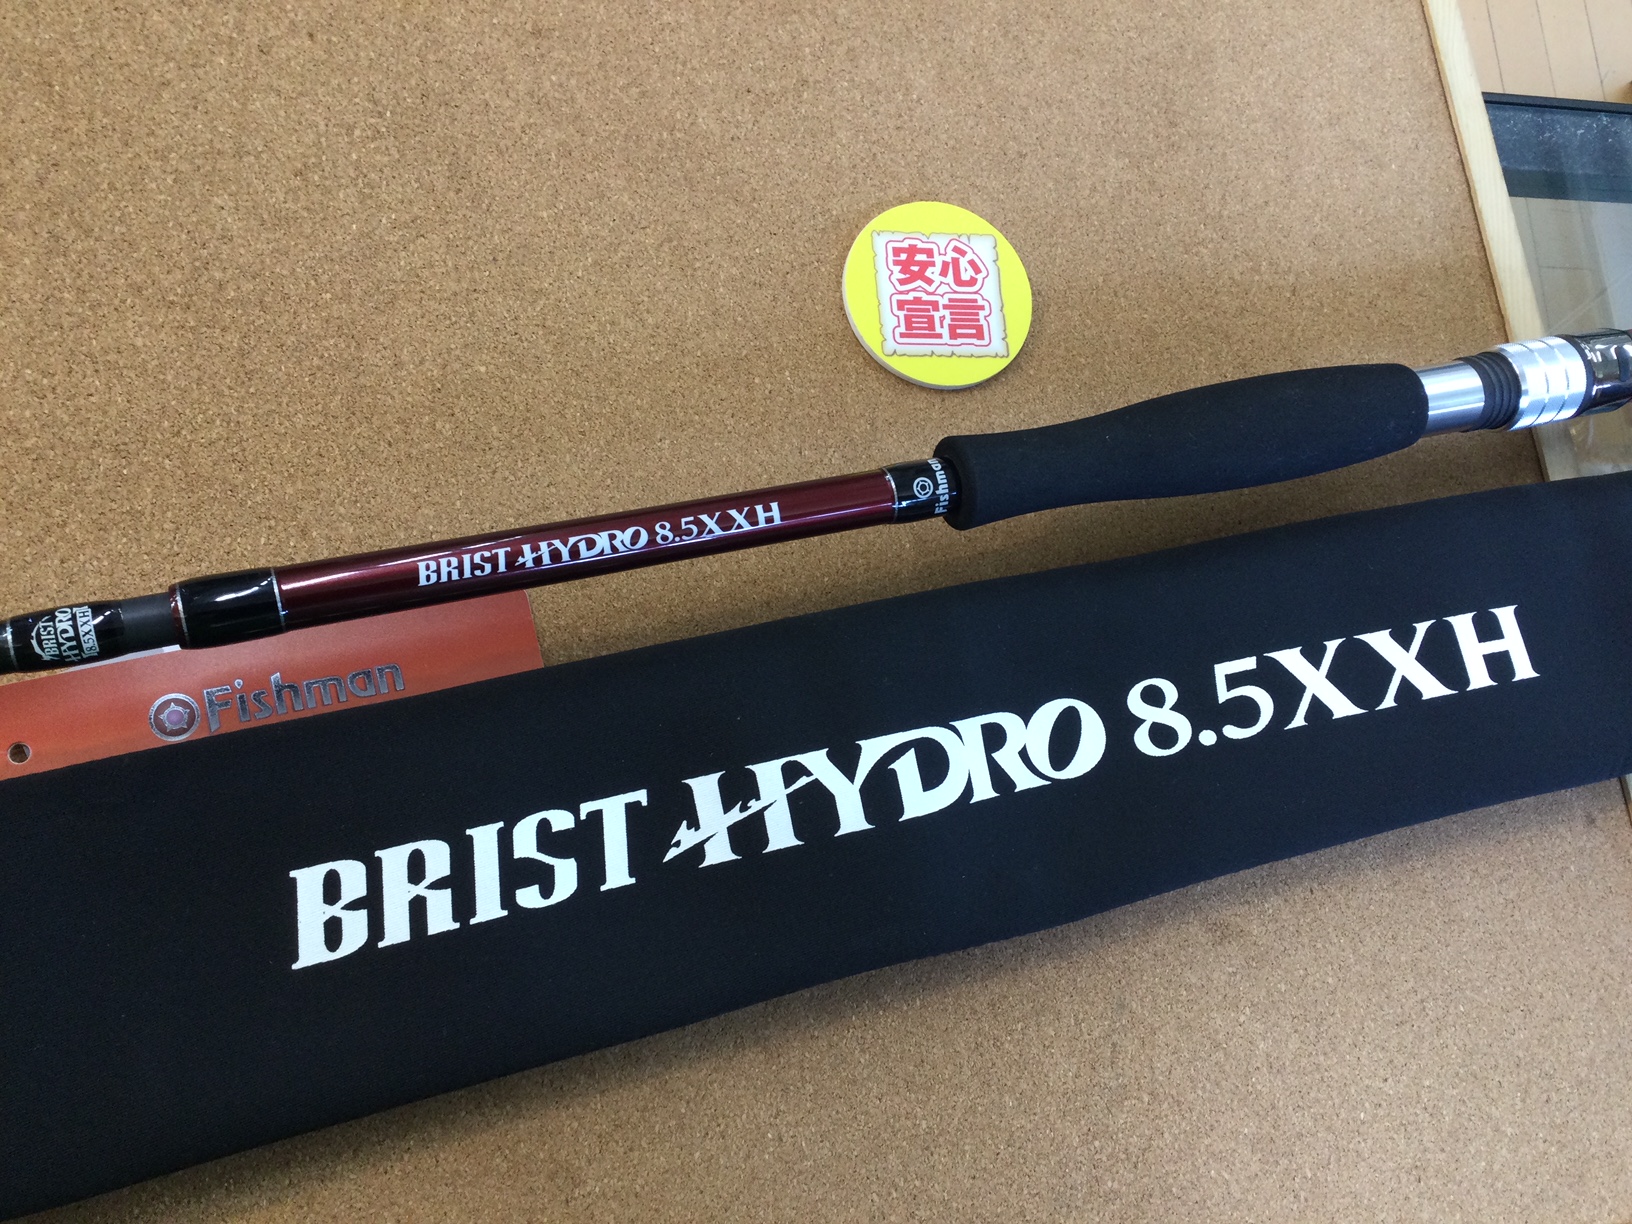 安心
宣言
Fishman
BRIST HYDRO 8.5XXH
BRIST
HYDRO
8.5XXH
Fishman
BRIST HYDRO 8.5XXH